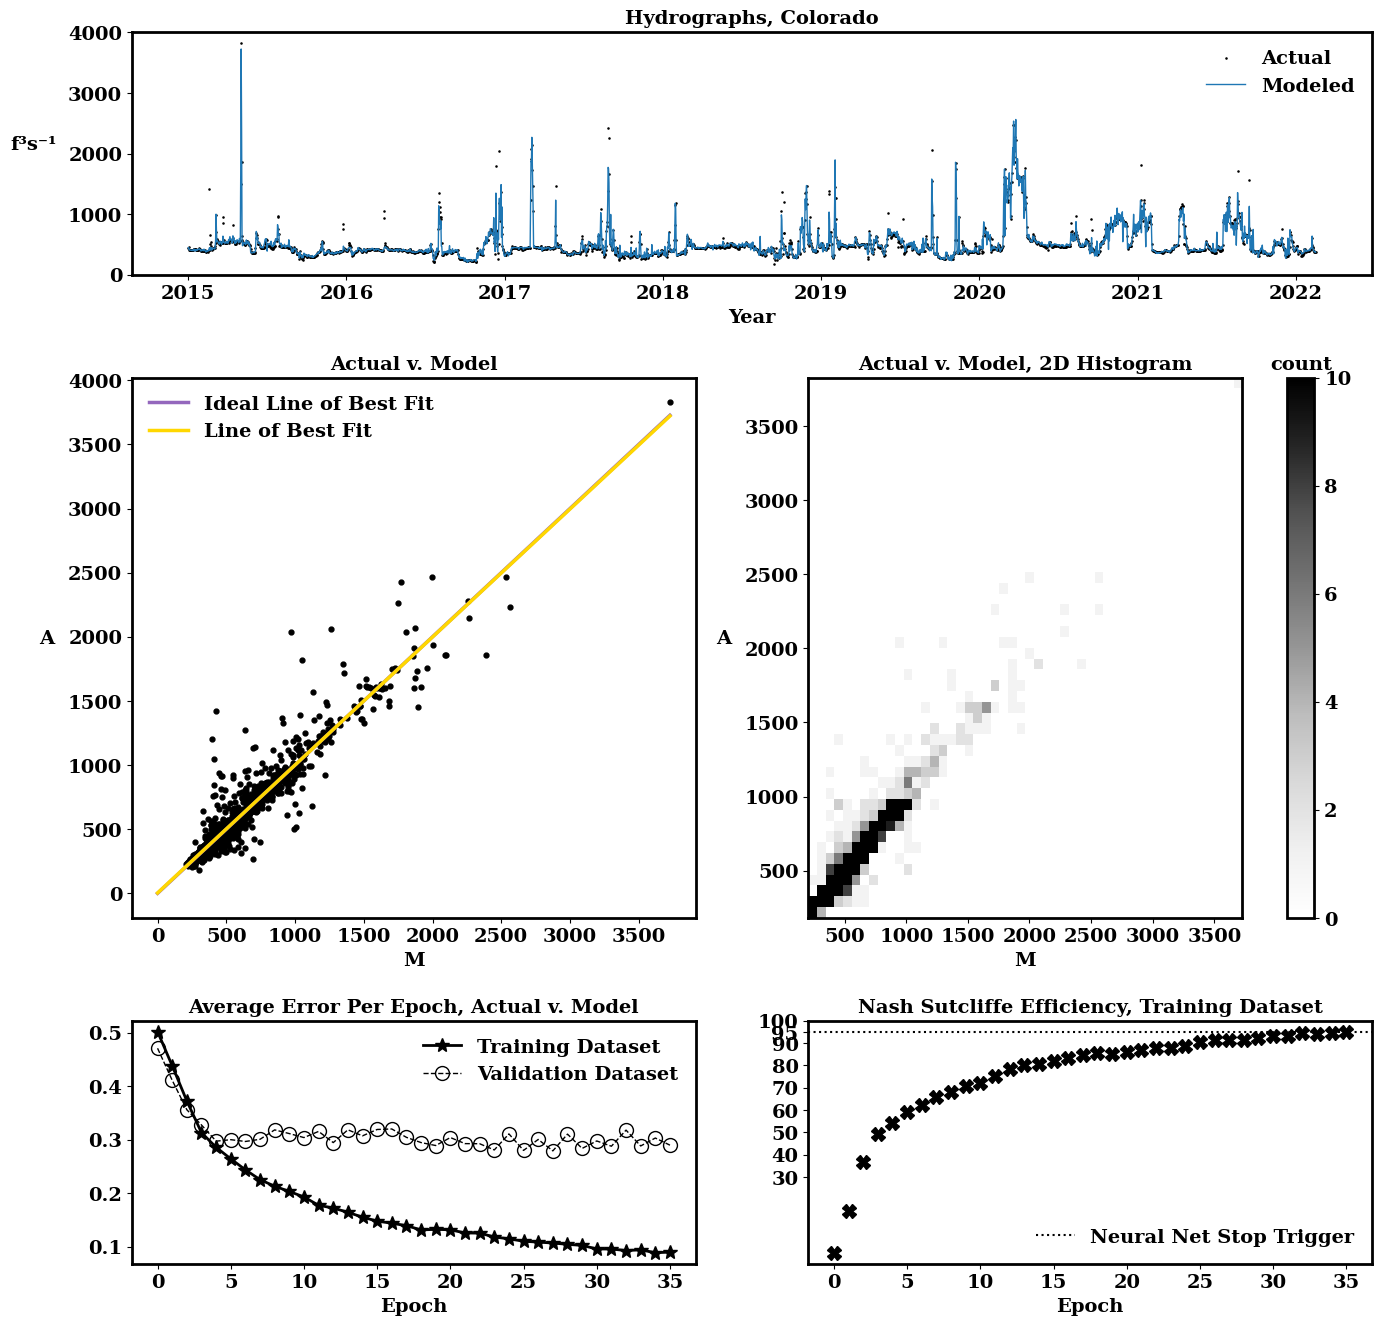 Hydrographs, Colorado
4000
3000
f³s⁻¹
2000
1000
0
Actual
Modeled
2015 2016 2017 2018 2019 2020 2021 2022
Year
Actual v. Model
4000
3500
3000
2500
2000
A
1500
1000
500
0
Ideal Line of Best Fit
Line of Best Fit
0 500 1000 1500 2000 2500 3000 3500
M
Actual v. Model, 2D Histogram
3500
3000
2500
2000
A
1500
1000
500
500 1000 1500 2000 2500 3000 3500
M
count
10
8
6
4
2
0
Average Error Per Epoch, Actual v. Model
0.5
0.4
0.3
0.2
0.1
Training Dataset
Validation Dataset
0 5 10 15 20 25 30 35
Epoch
Nash Sutcliffe Efficiency, Training Dataset
100
95
90
80
70
60
50
40
30
Neural Net Stop Trigger
0 5 10 15 20 25 30 35
Epoch